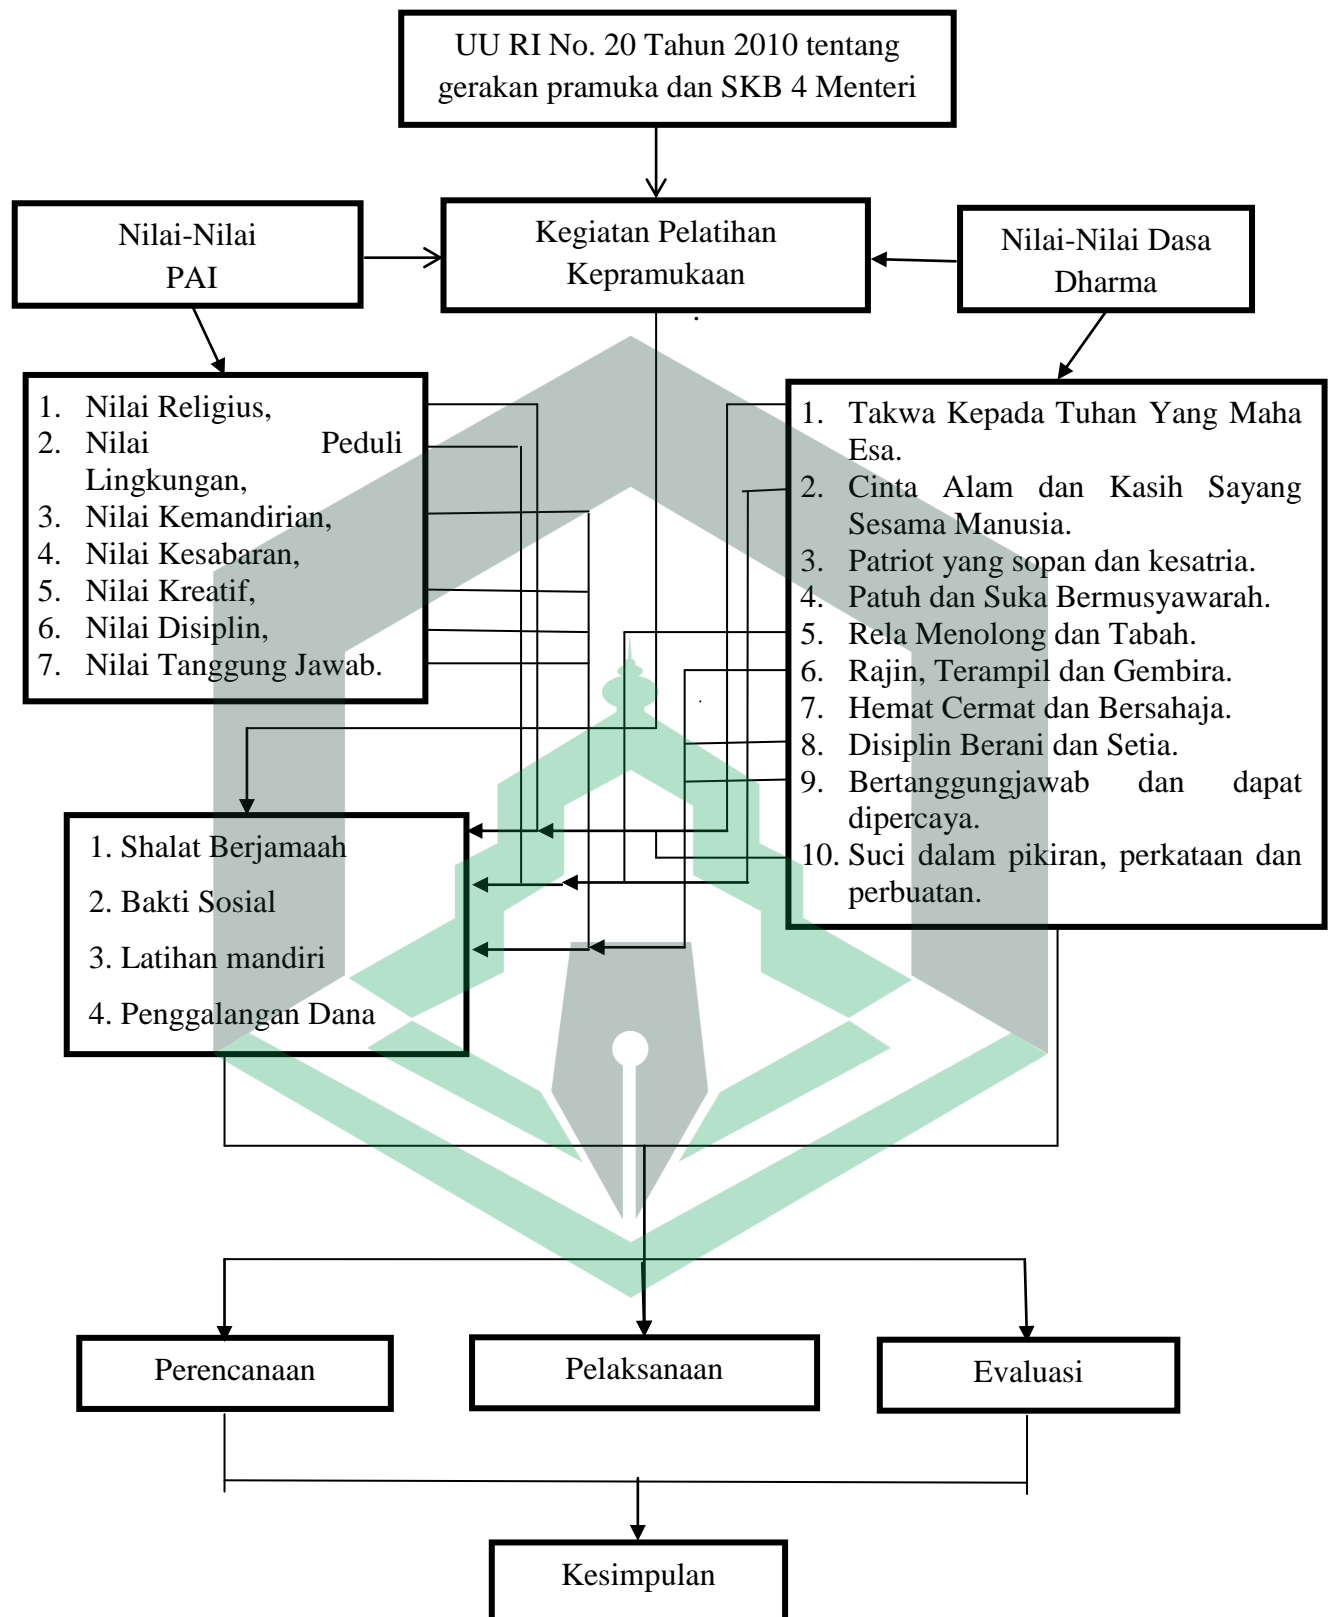 UU RI No. 20 Tahun 2010 tentang
gerakan pramuka dan SKB 4 Menteri
Nilai-Nilai
PAI
Kegiatan Pelatihan
Kepramukaan
Nilai-Nilai Dasa
Dharma
1. Nilai Religius,
2. Nilai Peduli
Lingkungan,
3. Nilai Kemandirian,
4. Nilai Kesabaran,
5. Nilai Kreatif,
6. Nilai Disiplin,
7. Nilai Tanggung Jawab.
1. Takwa Kepada Tuhan Yang Maha
Esa.
2. Cinta Alam dan Kasih Sayang
Sesama Manusia.
3. Patriot yang sopan dan kesatria.
4. Patuh dan Suka Bermusyawarah.
5. Rela Menolong dan Tabah.
6. Rajin, Terampil dan Gembira.
7. Hemat Cermat dan Bersahaja.
8. Disiplin Berani dan Setia.
9. Bertanggungjawab dan dapat
dipercaya.
10. Suci dalam pikiran, perkataan dan
perbuatan.
1. Shalat Berjamaah
2. Bakti Sosial
3. Latihan mandiri
4. Penggalangan Dana
Perencanaan
Pelaksanaan
Evaluasi
Kesimpulan